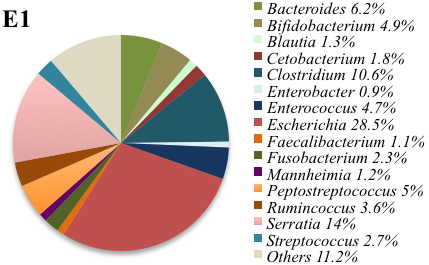 E1
Bacteroides 6.2%
Bifidobacterium 4.9%
Blautia 1.3%
Cetobacterium 1.8%
Clostridium 10.6%
Enterobacter 0.9%
Enterococcus 4.7%
Escherichia 28.5%
Faecalibacterium 1.1%
Fusobacterium 2.3%
Mannheimia 1.2%
Peptostreptococcus 5%
Rumincoccus 3.6%
Serratia 14%
Streptococcus 2.7%
Others 11.2%